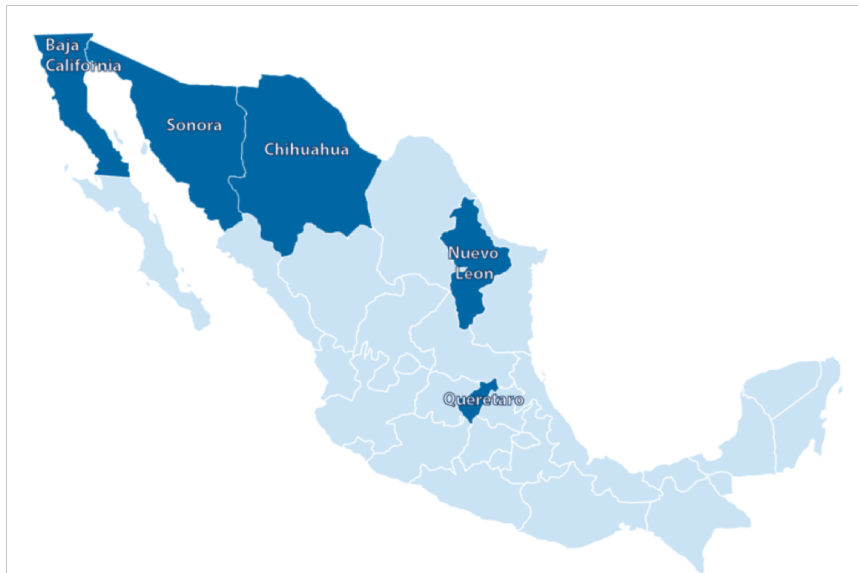 Baja
California
Sonora
Chihuahua
Nuevo
Leon
Queretaro